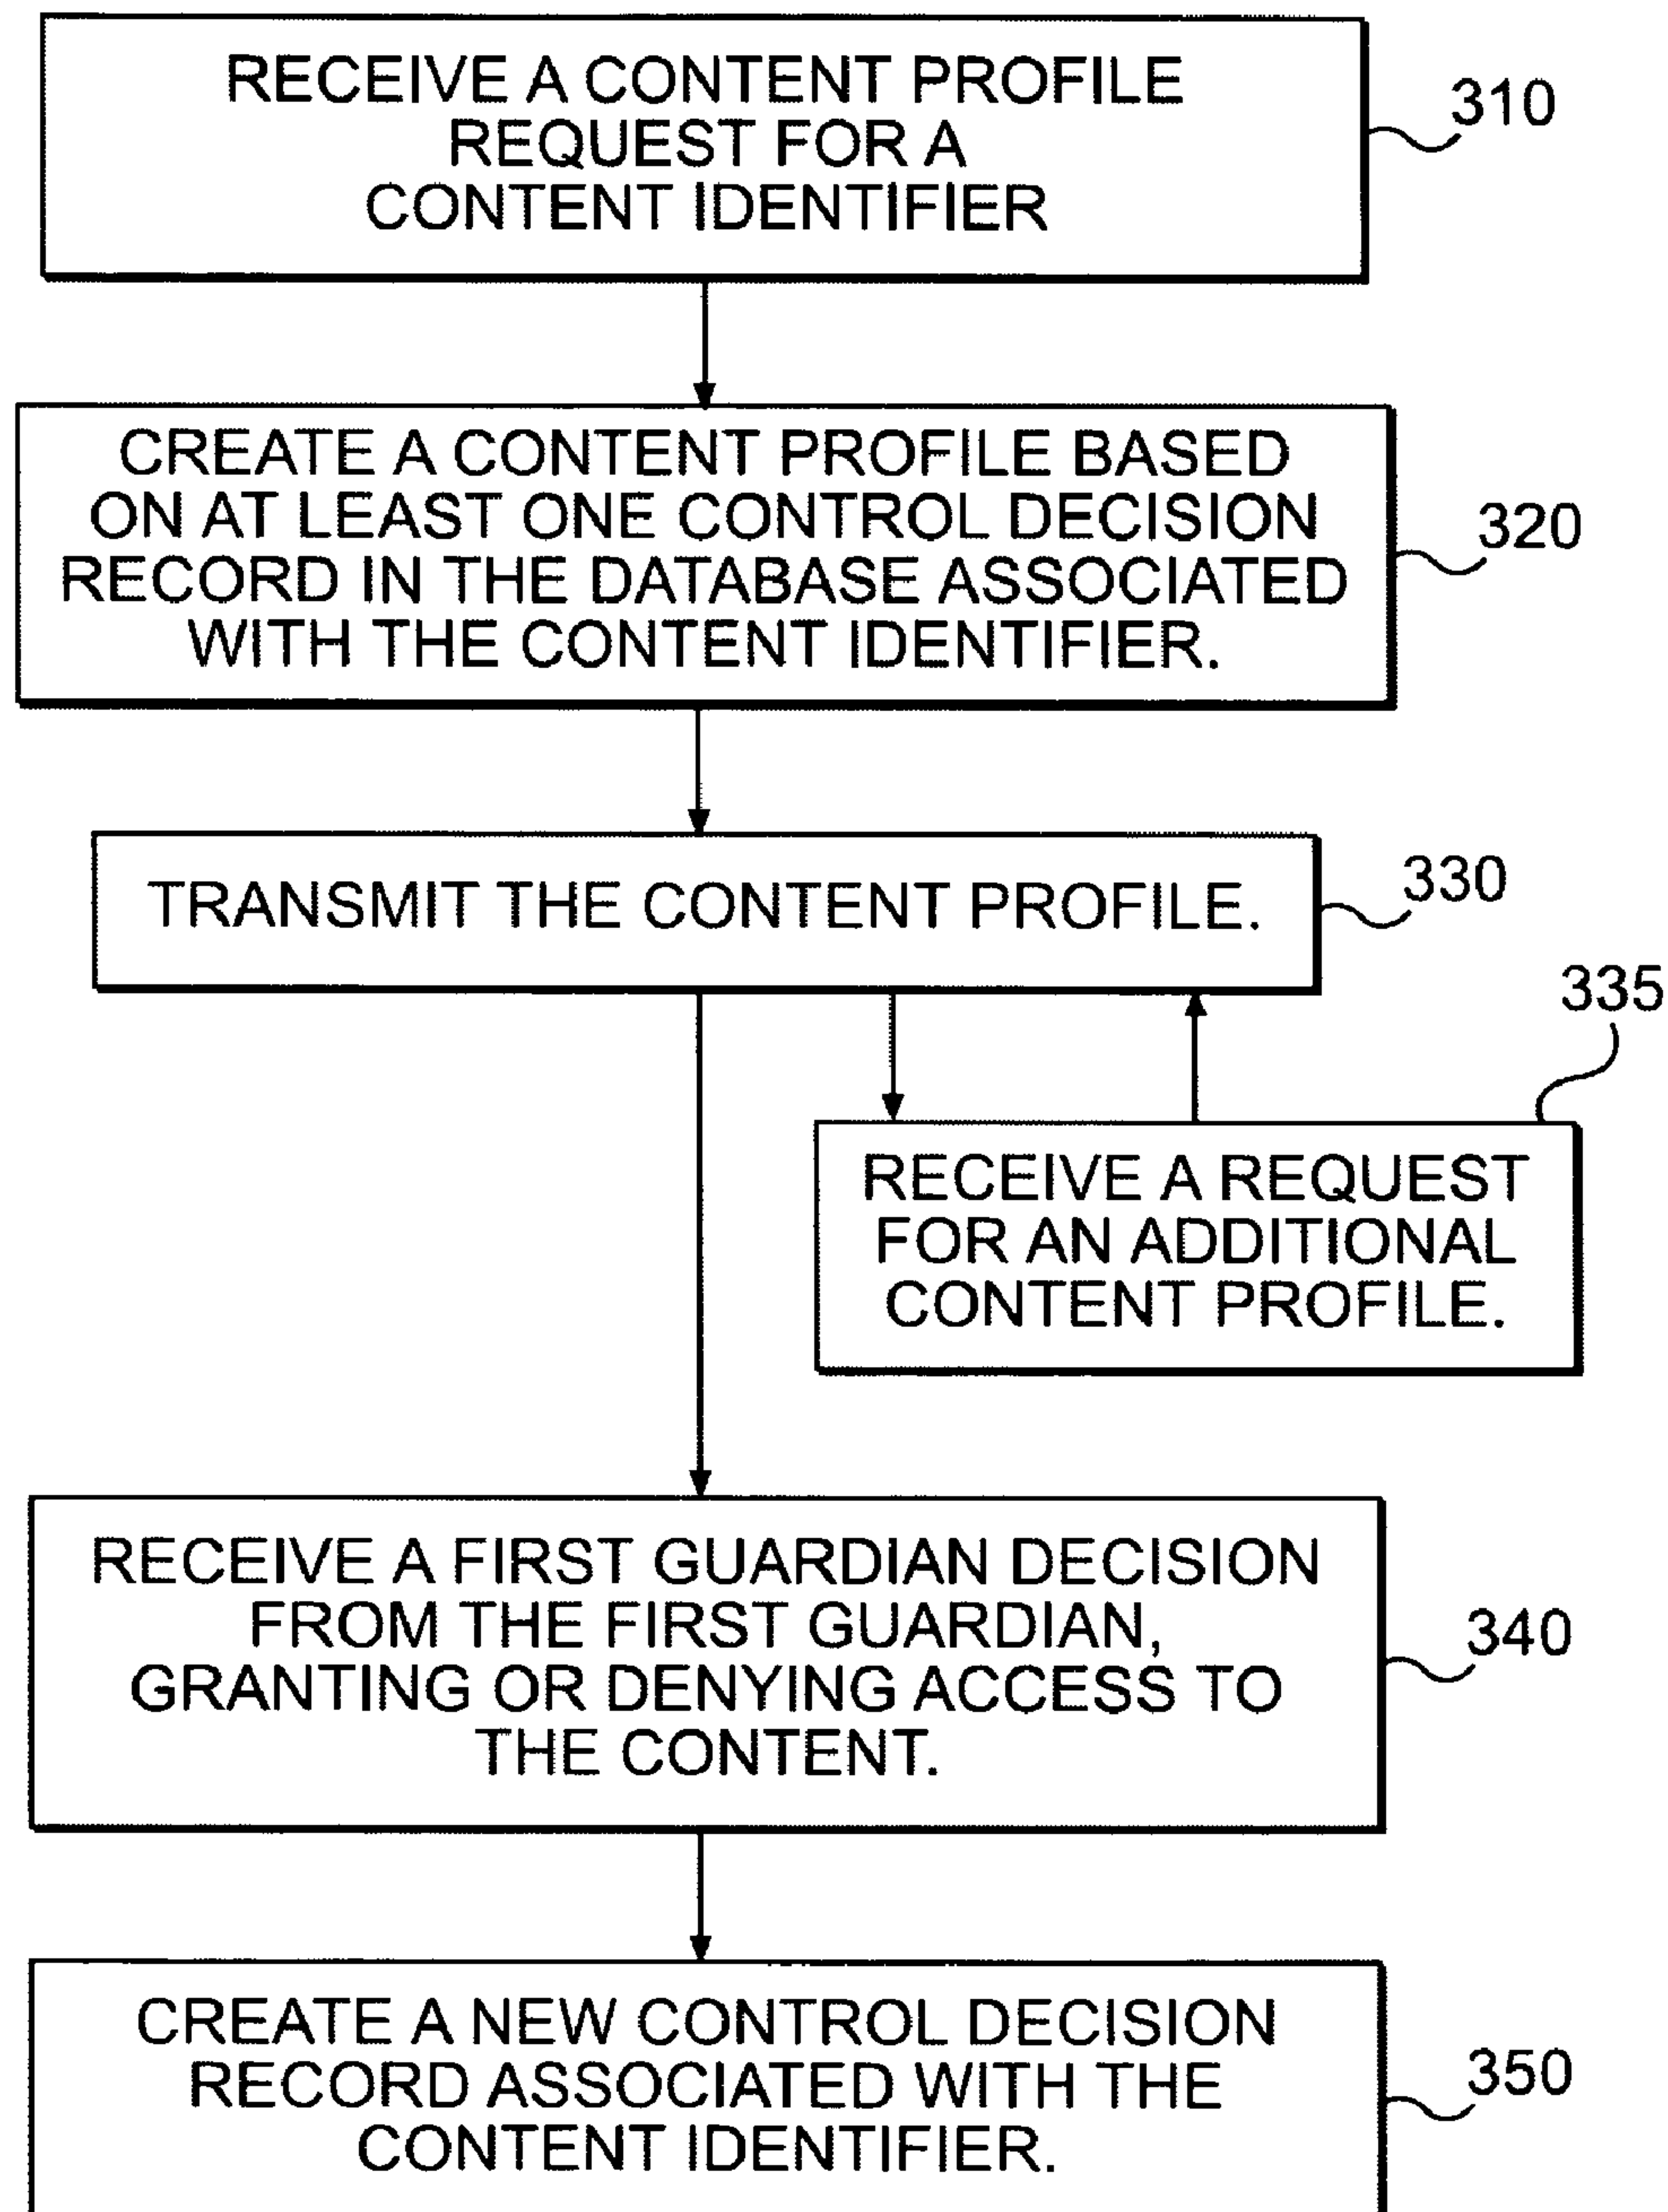 RECEIVE A CONTENT PROFILE
REQUEST FOR A
CONTENT IDENTIFIER
310
CREATE A CONTENT PROFILE BASED
ON AT LEAST ONE CONTROL DECISION
RECORD IN THE DATABASE ASSOCIATED
WITH THE CONTENT IDENTIFIER.
320
TRANSMIT THE CONTENT PROFILE.
330
335
RECEIVE A REQUEST
FOR AN ADDITIONAL
CONTENT PROFILE.
RECEIVE A FIRST GUARDIAN DECISION
FROM THE FIRST GUARDIAN,
GRANTING OR DENYING ACCESS TO
THE CONTENT.
340
CREATE A NEW CONTROL DECISION
RECORD ASSOCIATED WITH THE
CONTENT IDENTIFIER.
350